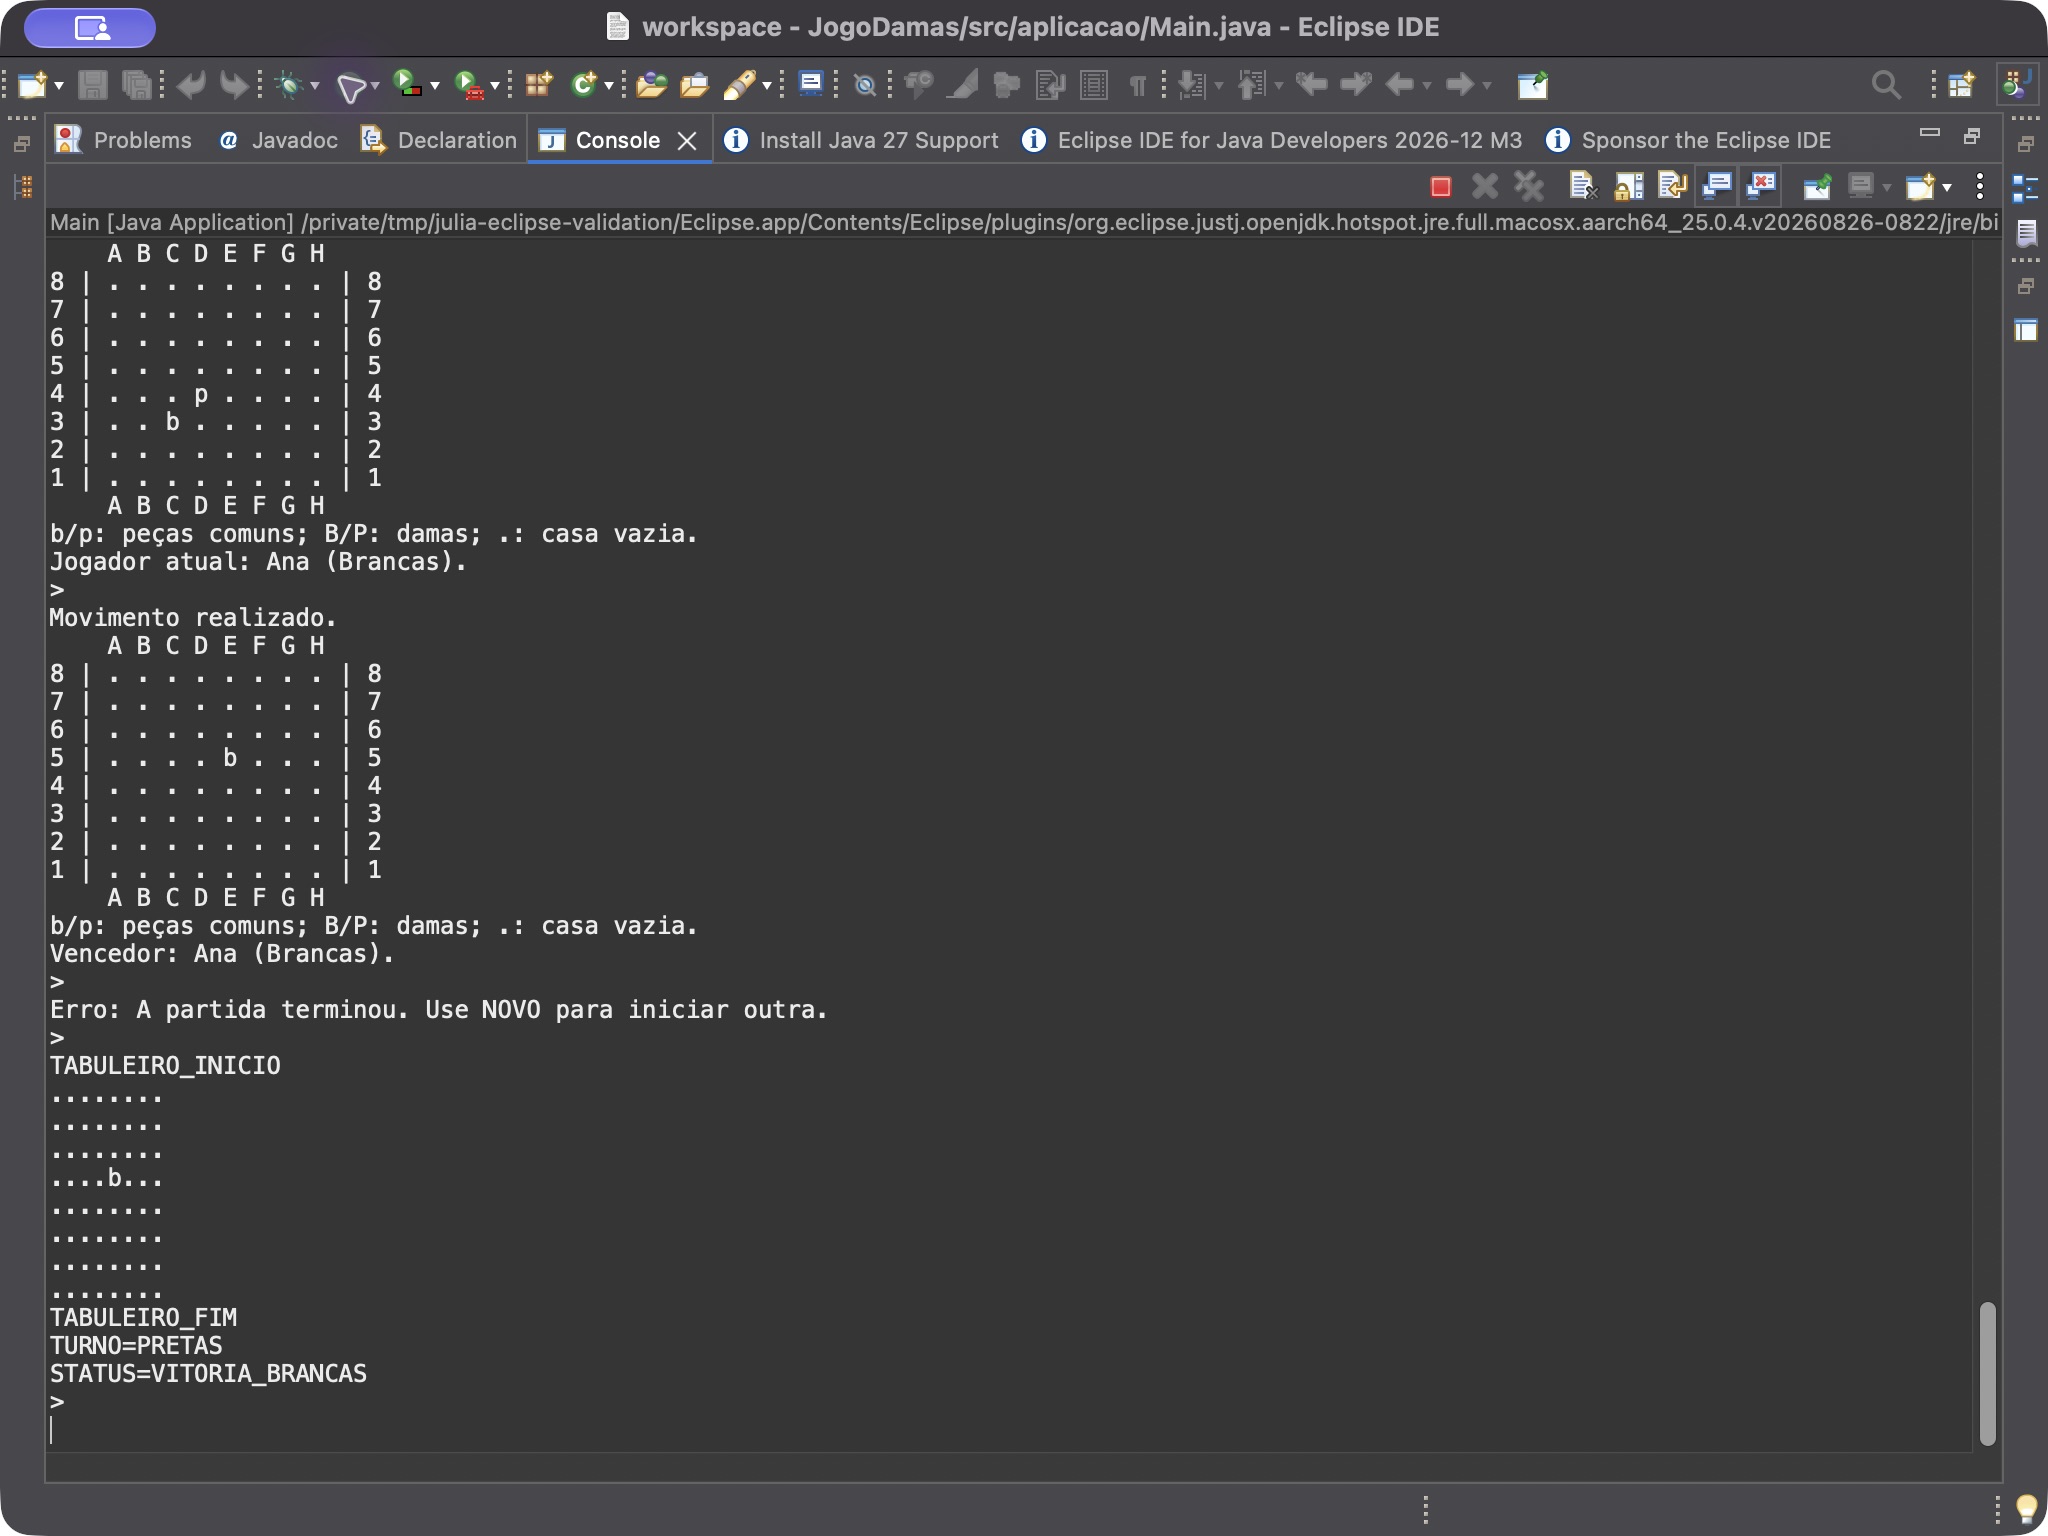 workspace - JogoDamas/src/aplicacao/Main.java - Eclipse IDE
Problems @ Javadoc Declaration Console Install Java 27 Support Eclipse IDE for Java Developers 2026-12 M3 Sponsor the Eclipse IDE
Main [Java Application] /private/tmp/julia-eclipse-validation/Eclipse.app/Contents/Eclipse/plugins/org.eclipse.justj.openjdk.hotspot.jre.full.macosx.aarch64_25.0.4.v20260826-0822/jre/bi
    A B C D E F G H
8 | . . . . . . . . | 8
7 | . . . . . . . . | 7
6 | . . . . . . . . | 6
5 | . . . . . . . . | 5
4 | . . . p . . . . | 4
3 | . . b . . . . . | 3
2 | . . . . . . . . | 2
1 | . . . . . . . . | 1
    A B C D E F G H
b/p: peças comuns; B/P: damas; .: casa vazia.
Jogador atual: Ana (Brancas).
>
Movimento realizado.
    A B C D E F G H
8 | . . . . . . . . | 8
7 | . . . . . . . . | 7
6 | . . . . . . . . | 6
5 | . . . . b . . . | 5
4 | . . . . . . . . | 4
3 | . . . . . . . . | 3
2 | . . . . . . . . | 2
1 | . . . . . . . . | 1
    A B C D E F G H
b/p: peças comuns; B/P: damas; .: casa vazia.
Vencedor: Ana (Brancas).
>
Erro: A partida terminou. Use NOVO para iniciar outra.
>
TABULEIRO_INICIO
........
........
........
....b...
........
........
........
........
TABULEIRO_FIM
TURNO=PRETAS
STATUS=VITORIA_BRANCAS
>